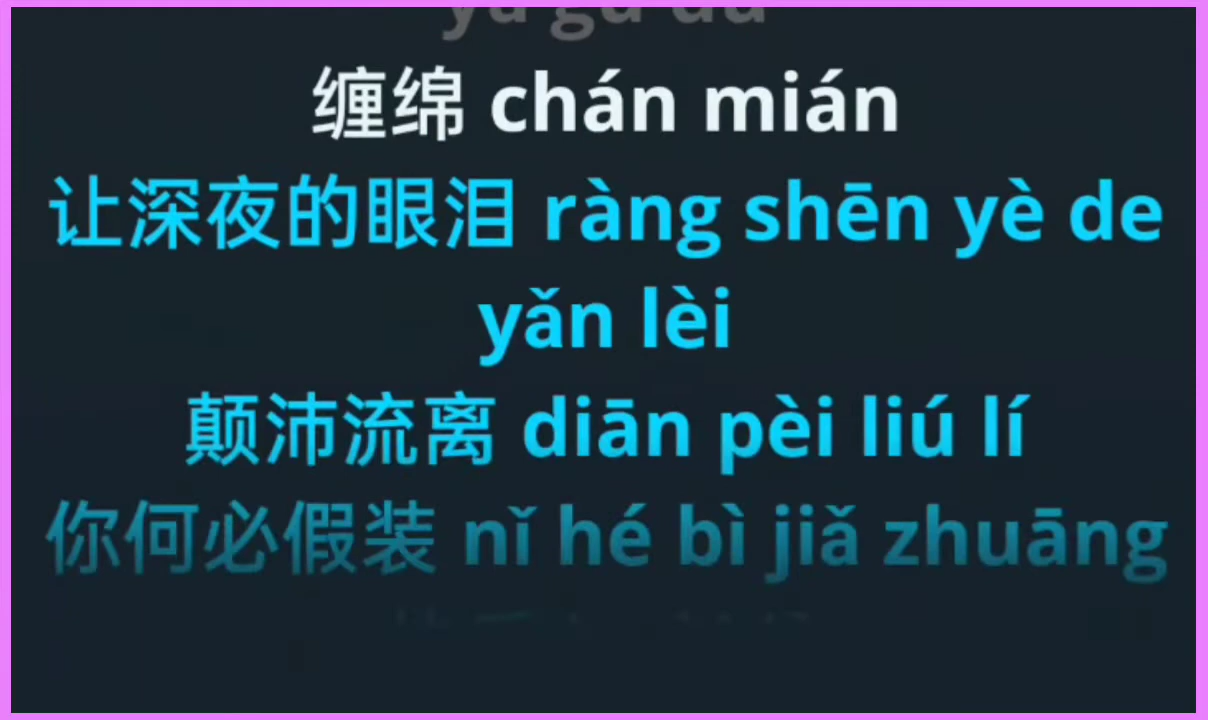 缠绵 chán mián
让深夜的眼泪 ràng shēn yè de
yǎn lèi
颠沛流离 diān pèi liú lí
你何必假装 nǐ hé bì jiǎ zhuāng